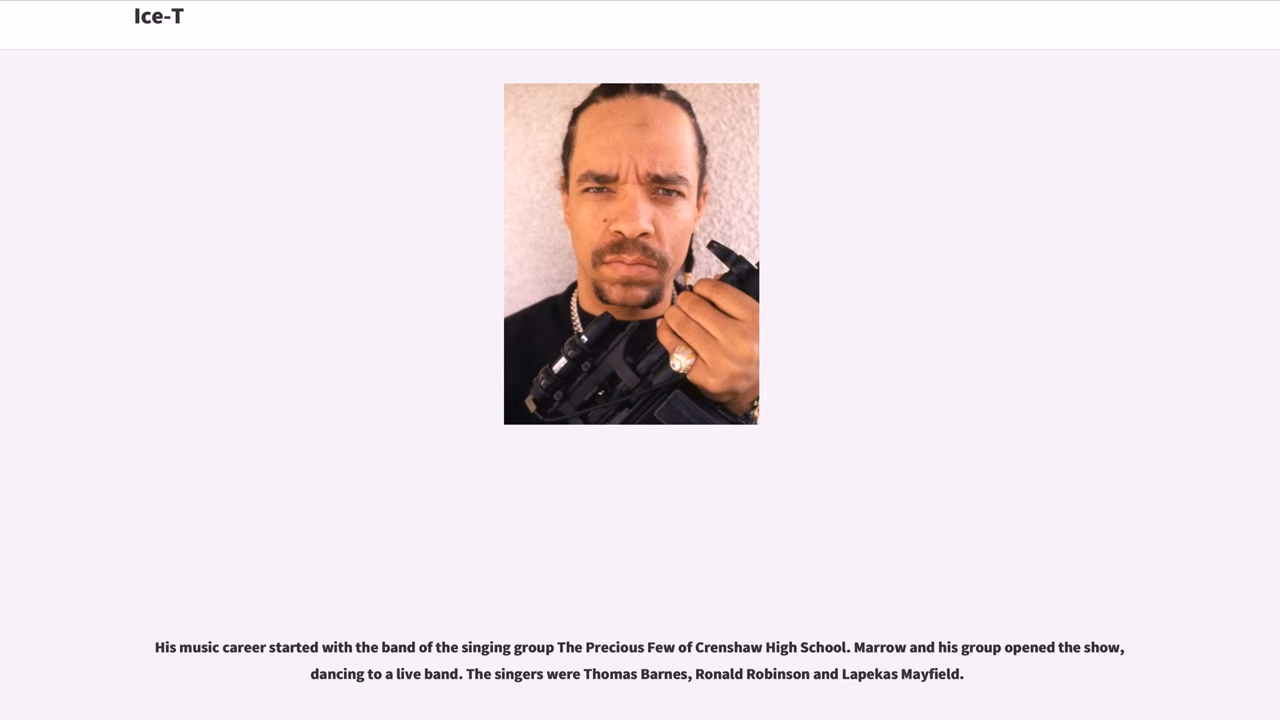 Ice-T
His music career started with the band of the singing group The Precious Few of Crenshaw High School. Marrow and his group opened the show,
dancing to a live band. The singers were Thomas Barnes, Ronald Robinson and Lapekas Mayfield.